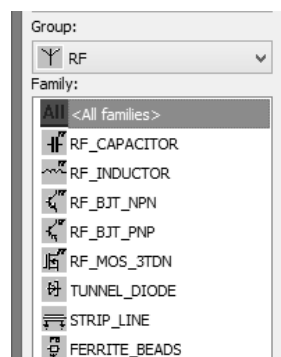 Group:
RF
Family:
All <All families>
RF_CAPACITOR
RF_INDUCTOR
RF_BJT_NPN
RF_BJT_PNP
RF_MOS_3TDN
TUNNEL_DIODE
STRIP_LINE
FERRITE_BEADS